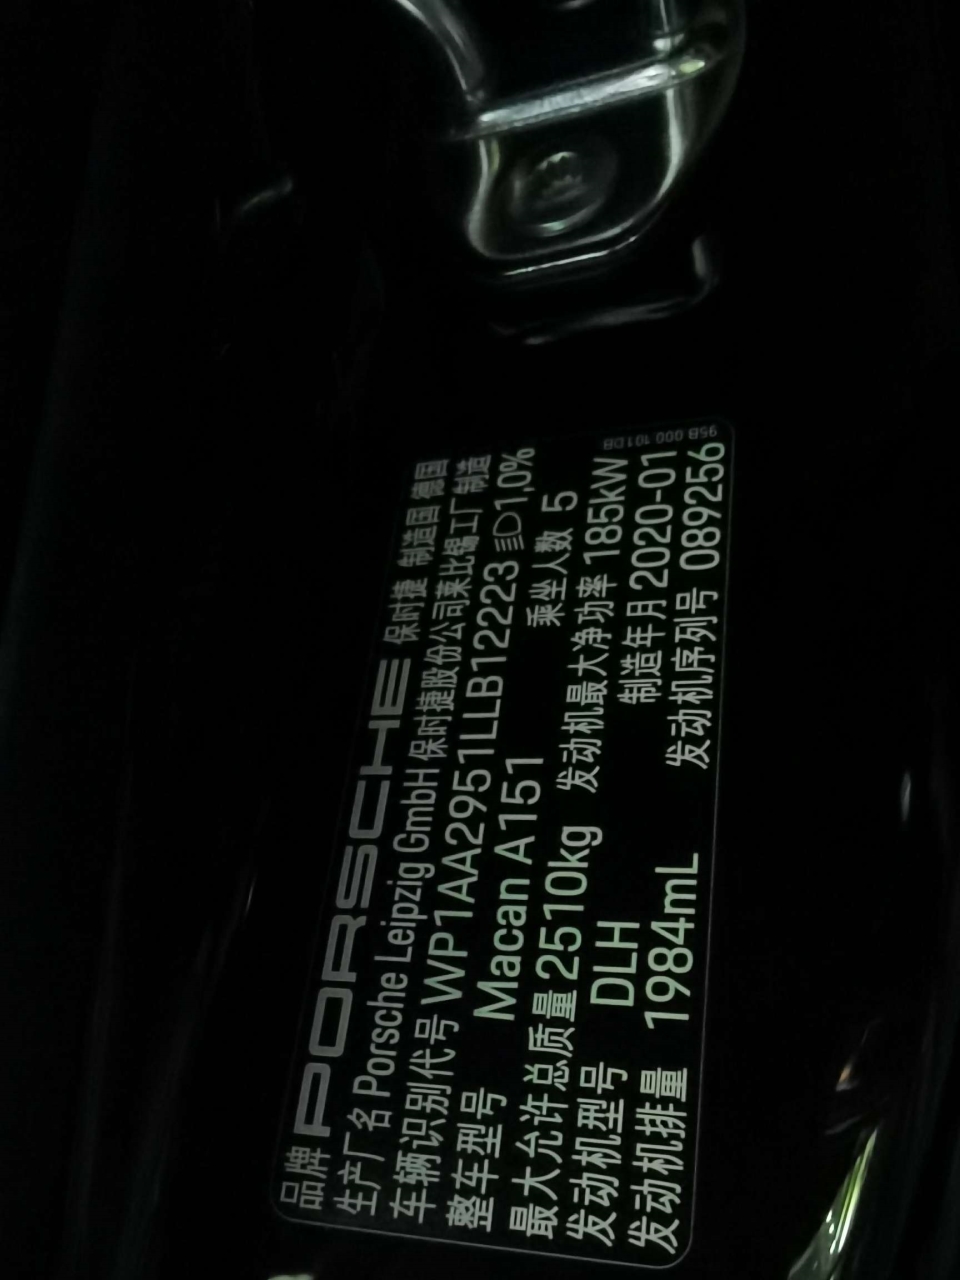 品牌 PORSCHE 保时捷 制造国 德国
生产厂名 Porsche Leipzig GmbH 保时捷股份公司莱比锡工厂制造
车辆识别代号 WP1AA2951LLB12223 1,0%
整车型号 Macan A151 乘坐人数 5
最大允许总质量 2510kg 发动机最大净功率 185kW
发动机型号 DLH 制造年月 2020-01
发动机排量 1984mL 发动机序列号 089256
95B 000 101DB